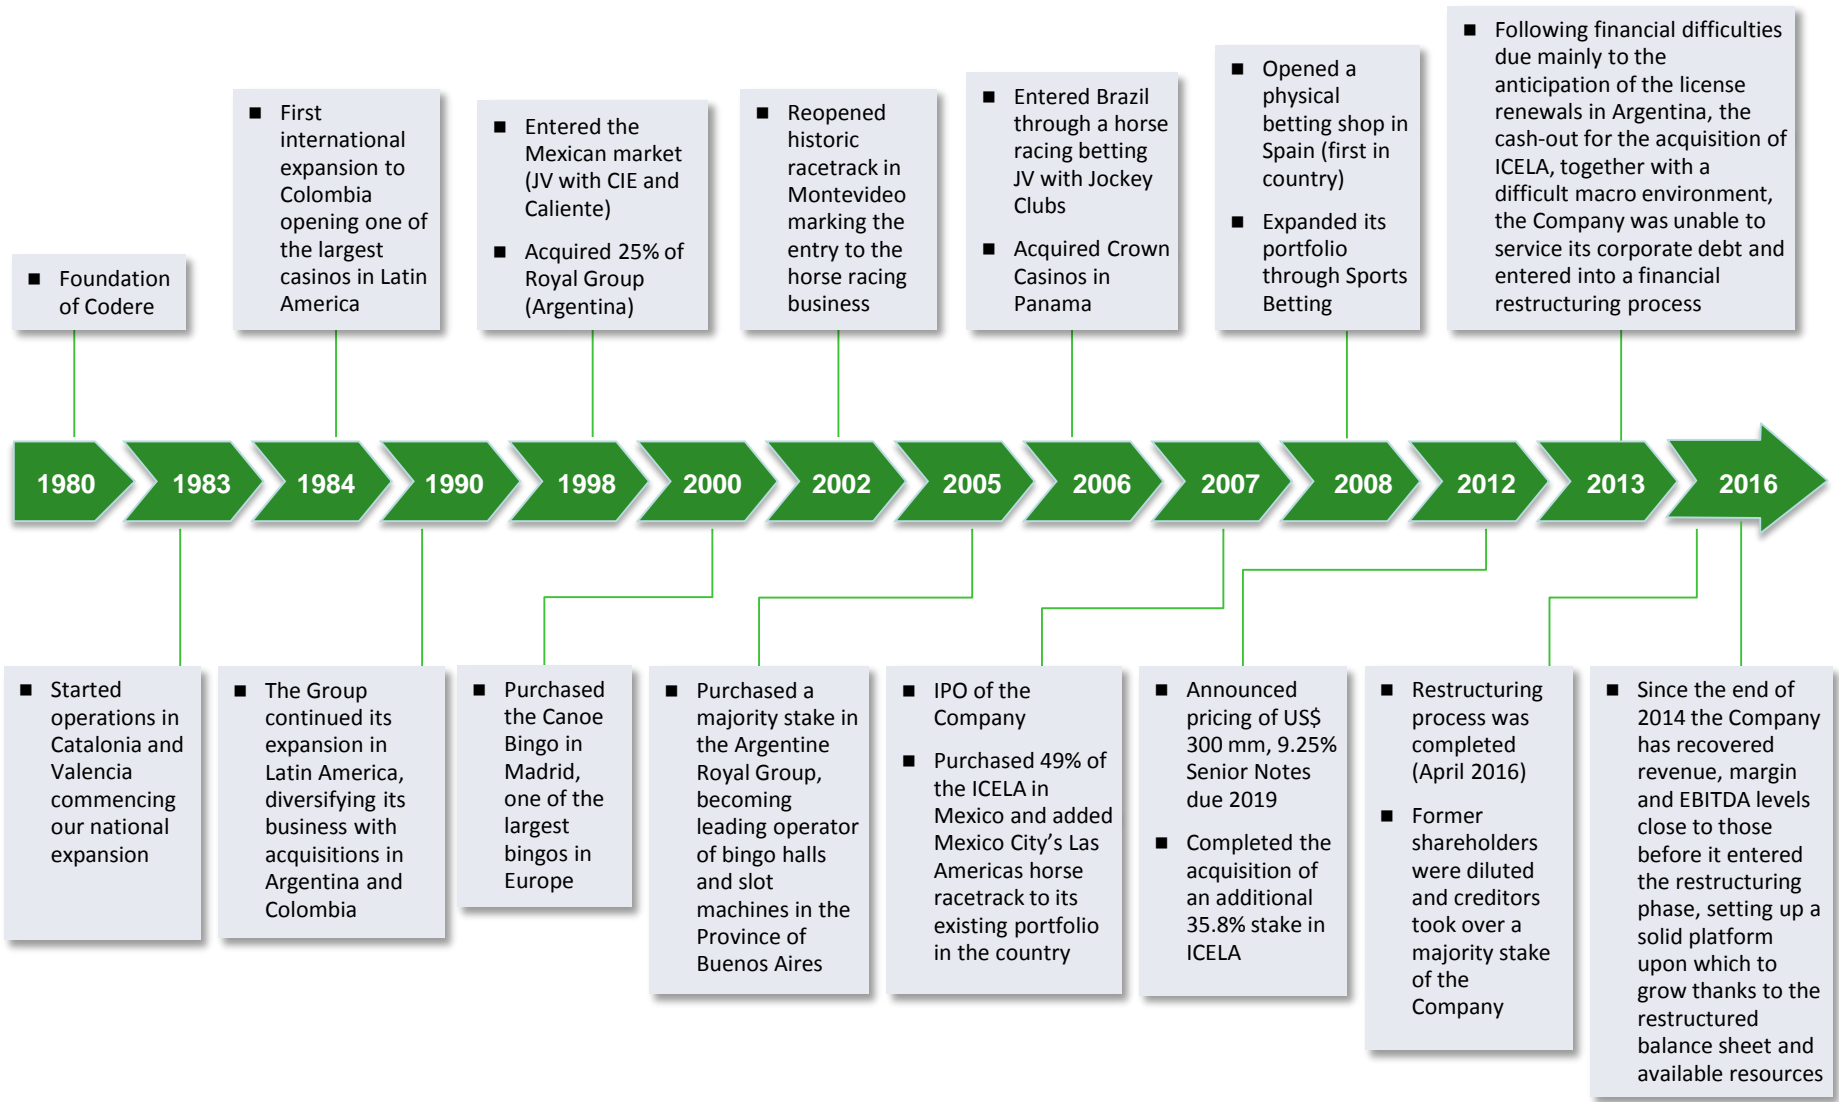 ■ Foundation
of Codere
■ First
international
expansion to
Colombia
opening one of
the largest
casinos in Latin
America
■ Entered the
Mexican market
(JV with CIE and
Caliente)
■ Acquired 25% of
Royal Group
(Argentina)
■ Reopened
historic
racetrack in
Montevideo
marking the
entry to the
horse racing
business
■ Entered Brazil
through a horse
racing betting
JV with Jockey
Clubs
■ Acquired Crown
Casinos in
Panama
■ Opened a
physical
betting shop in
Spain (first in
country)
■ Expanded its
portfolio
through Sports
Betting
■ Following financial difficulties
due mainly to the
anticipation of the license
renewals in Argentina, the
cash-out for the acquisition of
ICELA, together with a
difficult macro environment,
the Company was unable to
service its corporate debt and
entered into a financial
restructuring process
1980 1983 1984 1990 1998 2000 2002 2005 2006 2007 2008 2012 2013 2016
■ Started
operations in
Catalonia and
Valencia
commencing
our national
expansion
■ The Group
continued its
expansion in
Latin America,
diversifying its
business with
acquisitions in
Argentina and
Colombia
■ Purchased
the Canoe
Bingo in
Madrid,
one of the
largest
bingos in
Europe
■ Purchased a
majority stake in
the Argentine
Royal Group,
becoming
leading operator
of bingo halls
and slot
machines in the
Province of
Buenos Aires
■ IPO of the
Company
■ Purchased 49% of
the ICELA in
Mexico and added
Mexico City’s Las
Americas horse
racetrack to its
existing portfolio
in the country
■ Announced
pricing of US$
300 mm, 9.25%
Senior Notes
due 2019
■ Completed the
acquisition of
an additional
35.8% stake in
ICELA
■ Restructuring
process was
completed
(April 2016)
■ Former
shareholders
were diluted
and creditors
took over a
majority stake
of the
Company
■ Since the end of
2014 the Company
has recovered
revenue, margin
and EBITDA levels
close to those
before it entered
the restructuring
phase, setting up a
solid platform
upon which to
grow thanks to the
restructured
balance sheet and
available resources